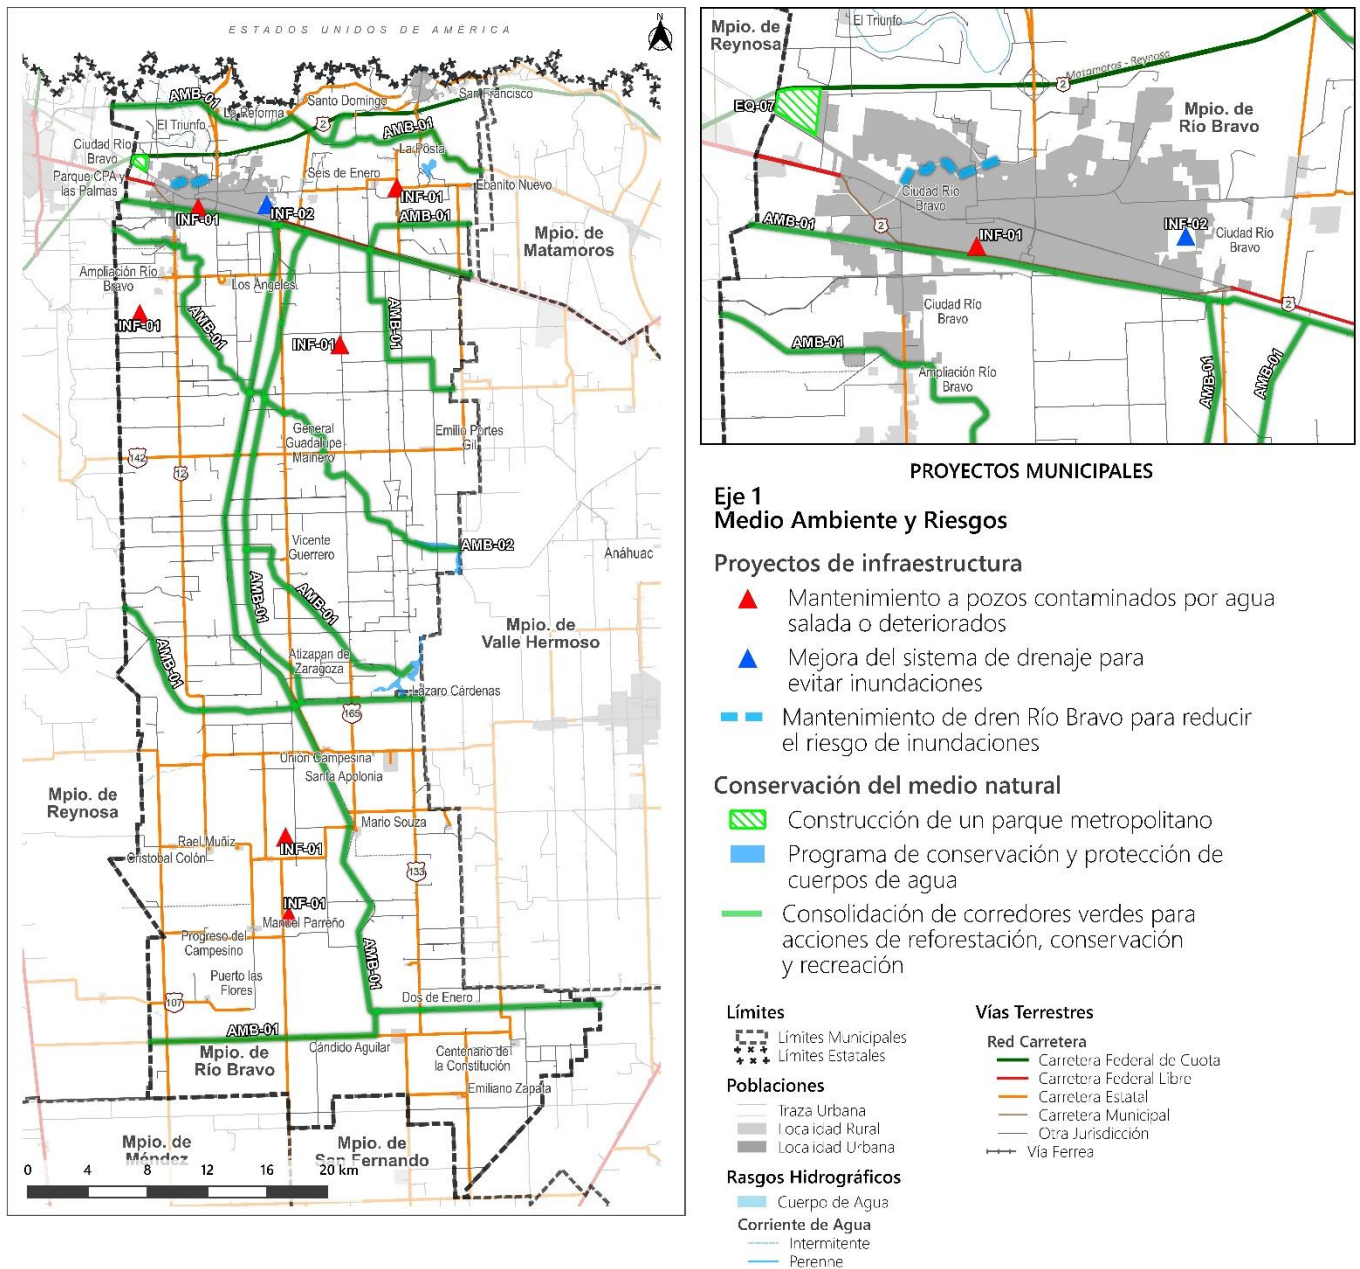 ESTADOS UNIDOS DE AMÉRICA
N
AMB-01
La Reforma
Santo Domingo
San Francisco
El Triunfo
2
AMB-01
La Posta
Ciudad Río
Bravo
Parque CPA y
las Palmas
Seis de Enero
Ebanito Nuevo
INF-01
INF-02
INF-01
AMB-01
Mpio. de
Matamoros
Ampliación Río
Bravo
Los Ángeles
INF-01
AMB-01
INF-01
AMB-01
General
Guadalupe
Mainero
Emilio Portes
Gil
142
12
Vicente
Guerrero
AMB-02
Anáhuac
AMB-01
AMB-01
Mpio. de
Valle Hermoso
AMB-01
Atizapan de
Zaragoza
Lázaro Cárdenas
165
Unión Campesina
Santa Apolonia
Mpio. de
Reynosa
Mario Souza
Rael Muñiz
Cristobal Colón
INF-01
133
INF-01
Manuel Parreño
Progreso del
Campesino
AMB-01
Puerto las
Flores
107
Dos de Enero
AMB-01
Mpio. de
Río Bravo
Cándido Aguilar
Centenario de
la Constitución
Emiliano Zapata
Mpio. de
Méndez
Mpio. de
San Fernando
0 4 8 12 16 20 km
Mpio. de
Reynosa
El Triunfo
Matamoros - Reynosa
2
EQ-07
Mpio. de
Río Bravo
Ciudad Río
Bravo
AMB-01
2
INF-01
INF-02
Ciudad Río
Bravo
Ciudad Río
Bravo
2
AMB-01
Ampliación Río
Bravo
AMB-01
AMB-01
PROYECTOS MUNICIPALES
Eje 1
Medio Ambiente y Riesgos
Proyectos de infraestructura
Mantenimiento a pozos contaminados por agua
salada o deteriorados
Mejora del sistema de drenaje para
evitar inundaciones
Mantenimiento de dren Río Bravo para reducir
el riesgo de inundaciones
Conservación del medio natural
Construcción de un parque metropolitano
Programa de conservación y protección de
cuerpos de agua
Consolidación de corredores verdes para
acciones de reforestación, conservación
y recreación
Límites
Límites Municipales
Límites Estatales
Poblaciones
Traza Urbana
Localidad Rural
Localidad Urbana
Rasgos Hidrográficos
Cuerpo de Agua
Corriente de Agua
Intermitente
Perenne
Vías Terrestres
Red Carretera
Carretera Federal de Cuota
Carretera Federal Libre
Carretera Estatal
Carretera Municipal
Otra Jurisdicción
Vía Ferrea